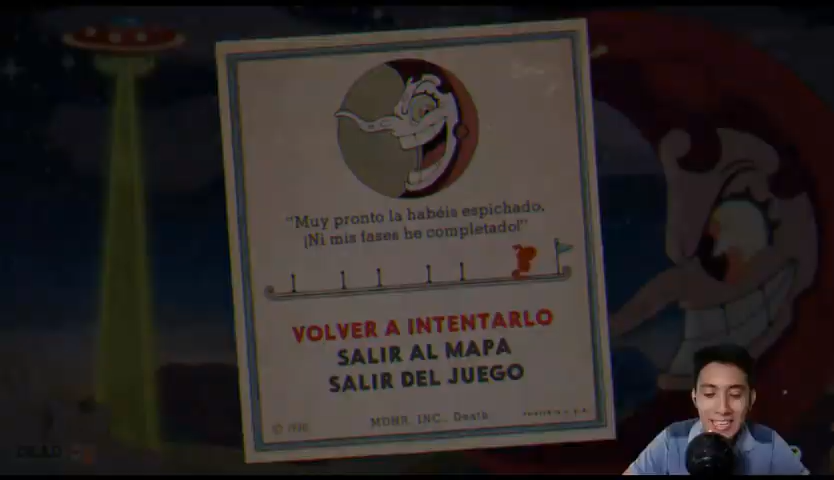 "Muy pronto la habéis espichado.
¡Ni mis fases he completado!"
VOLVER A INTENTARLO
SALIR AL MAPA
SALIR DEL JUEGO
MDHR. INC. Death
DEAD